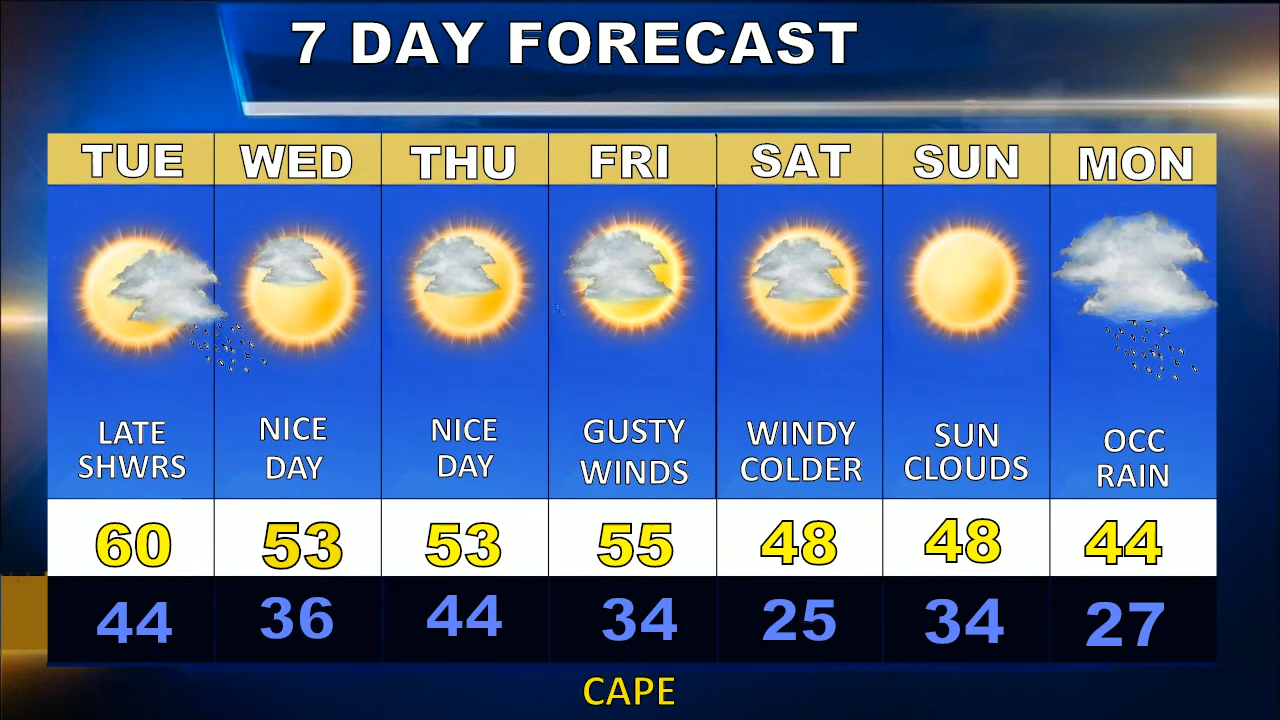 7 DAY FORECAST
TUE WED THU FRI SAT SUN MON
LATE NICE NICE GUSTY WINDY SUN OCC
SHWRS DAY DAY WINDS COLDER CLOUDS RAIN
60 53 53 55 48 48 44
44 36 44 34 25 34 27
CAPE